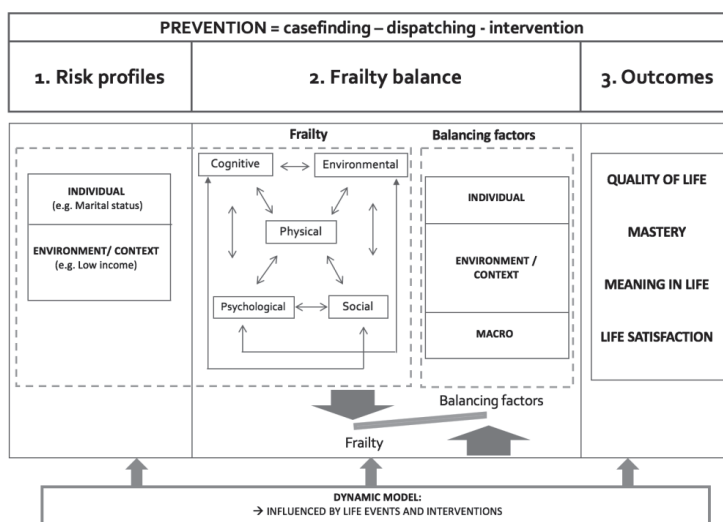 PREVENTION = casefinding – dispatching - intervention
1. Risk profiles
2. Frailty balance
3. Outcomes
Frailty
Balancing factors
Cognitive
Environmental
Physical
Psychological
Social
INDIVIDUAL
(e.g. Marital status)
ENVIRONMENT/ CONTEXT
(e.g. Low income)
INDIVIDUAL
ENVIRONMENT /
CONTEXT
MACRO
QUALITY OF LIFE
MASTERY
MEANING IN LIFE
LIFE SATISFACTION
Balancing factors
Frailty
DYNAMIC MODEL:
→ INFLUENCED BY LIFE EVENTS AND INTERVENTIONS